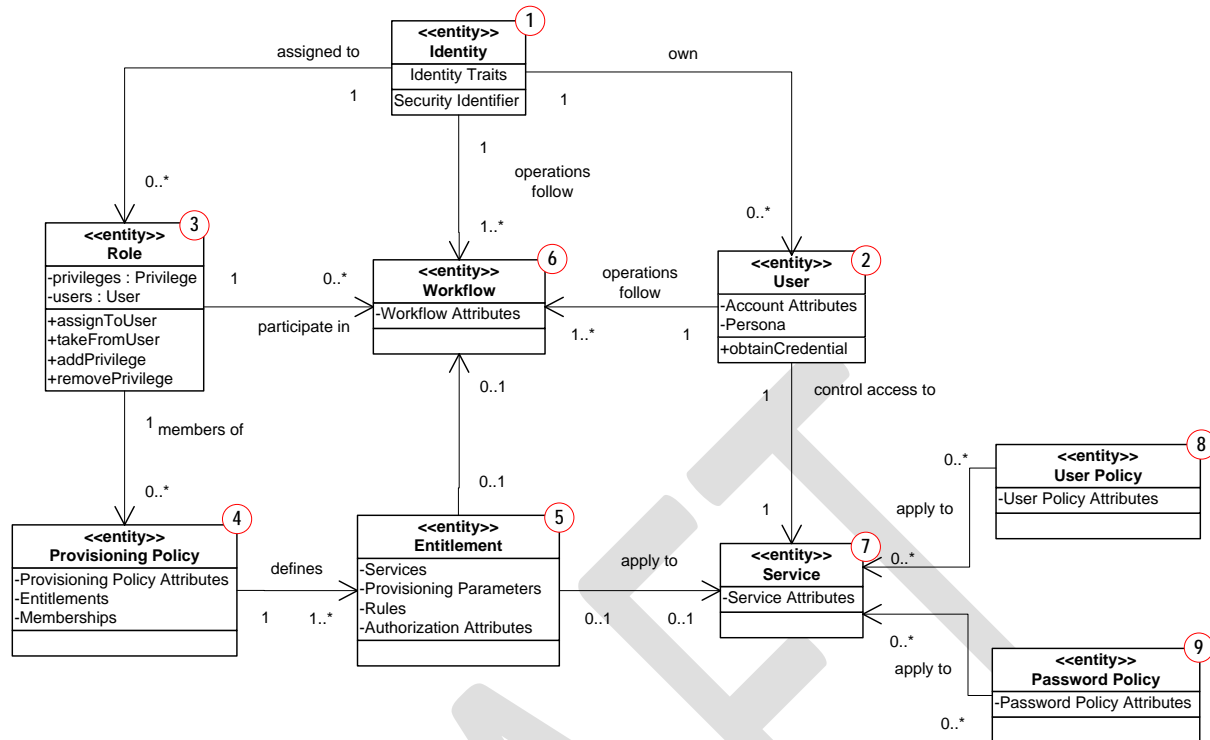 1
<<entity>>
Identity
Identity Traits
Security Identifier
assigned to
own
1
1
1
operations
follow
0..*
1..*
0..*
3
<<entity>>
Role
-privileges : Privilege
-users : User
+assignToUser
+takeFromUser
+addPrivilege
+removePrivilege
1
0..*
participate in
6
<<entity>>
Workflow
-Workflow Attributes
operations
follow
1..*
1
2
<<entity>>
User
-Account Attributes
-Persona
+obtainCredential
0..1
1
control access to
1
members of
0..*
0..1
1
8
<<entity>>
User Policy
-User Policy Attributes
0..*
apply to
0..*
4
<<entity>>
Provisioning Policy
-Provisioning Policy Attributes
-Entitlements
-Memberships
defines
1
1..*
5
<<entity>>
Entitlement
-Services
-Provisioning Parameters
-Rules
-Authorization Attributes
apply to
0..1
0..1
7
<<entity>>
Service
-Service Attributes
0..*
apply to
0..*
9
<<entity>>
Password Policy
-Password Policy Attributes